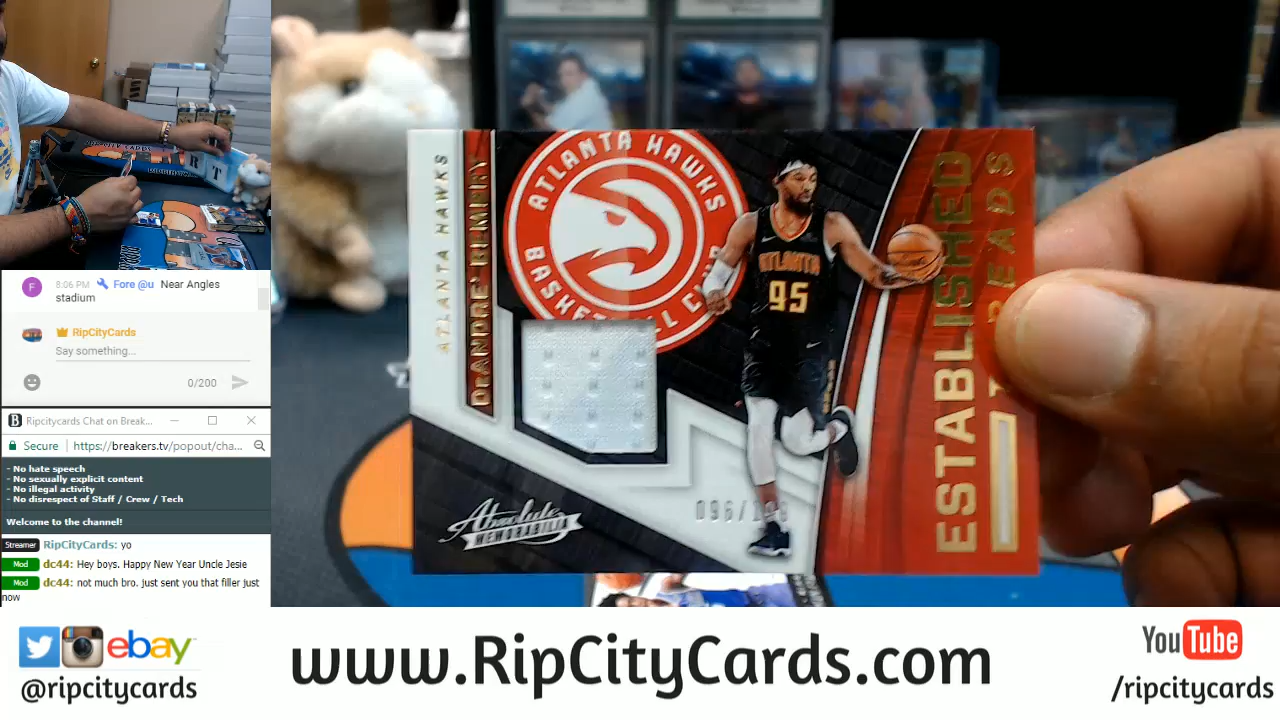 8:06 PM Fore @u Near Angles
stadium
RipCityCards
Say something...
0/200
Ripcitycards Chat on Break...
Secure https://breakers.tv/popout/cha...
- No hate speech
- No sexually explicit content
- No illegal activity
- No disrespect of Staff / Crew / Tech
Welcome to the channel!
Streamer RipCityCards: yo
Mod dc44: Hey boys. Happy New Year Uncle Jesie
Mod dc44: not much bro. just sent you that filler just
now
ATLANTA HAWKS
DEANDRE' BEMBRY
ATLANTA HAWKS
BASKETBALL CLUB
ATLANTA
95
ESTABLISHED
Absolute
MEMORABILIA
@ripcitycards
ebay
www.RipCityCards.com
YouTube
/ripcitycards